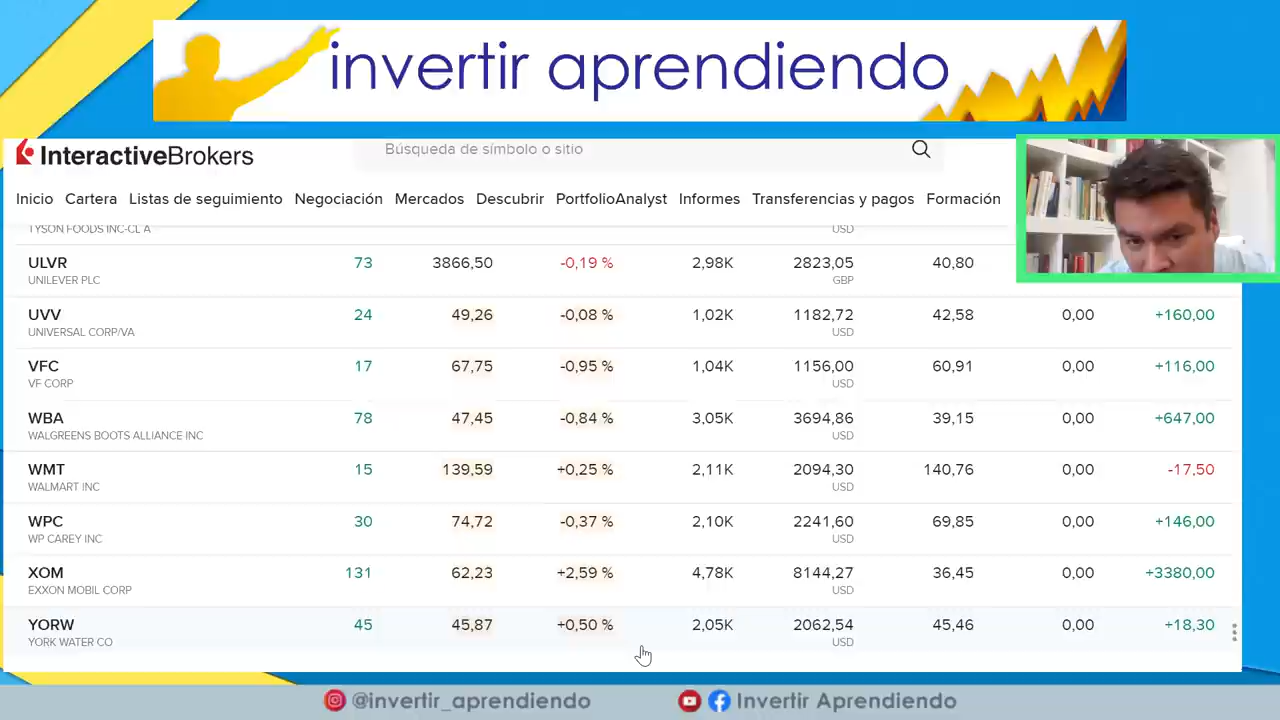 invertir aprendiendo
InteractiveBrokers
Búsqueda de símbolo o sitio
Inicio Cartera Listas de seguimiento Negociación Mercados Descubrir PortfolioAnalyst Informes Transferencias y pagos Formación
TYSON FOODS INC-CL A USD
ULVR 73 3866,50 -0,19 % 2,98K 2823,05 40,80
UNILEVER PLC GBP
UVV 24 49,26 -0,08 % 1,02K 1182,72 42,58 0,00 +160,00
UNIVERSAL CORP/VA USD
VFC 17 67,75 -0,95 % 1,04K 1156,00 60,91 0,00 +116,00
VF CORP USD
WBA 78 47,45 -0,84 % 3,05K 3694,86 39,15 0,00 +647,00
WALGREENS BOOTS ALLIANCE INC USD
WMT 15 139,59 +0,25 % 2,11K 2094,30 140,76 0,00 -17,50
WALMART INC USD
WPC 30 74,72 -0,37 % 2,10K 2241,60 69,85 0,00 +146,00
WP CAREY INC USD
XOM 131 62,23 +2,59 % 4,78K 8144,27 36,45 0,00 +3380,00
EXXON MOBIL CORP USD
YORW 45 45,87 +0,50 % 2,05K 2062,54 45,46 0,00 +18,30
YORK WATER CO USD
@invertir_aprendiendo Invertir Aprendiendo